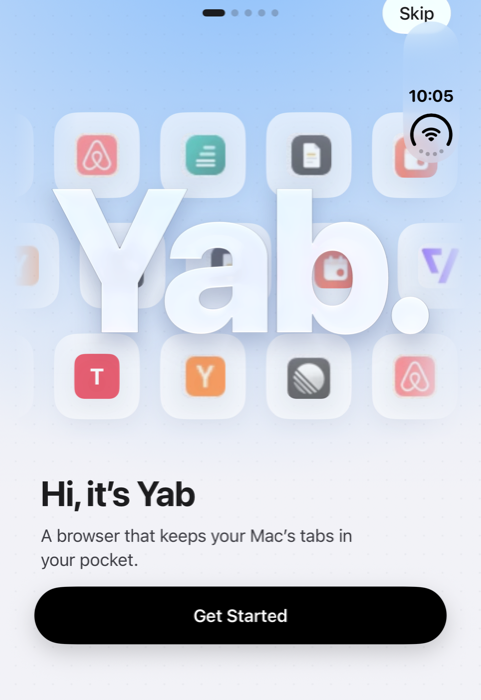 Skip
10:05
Yab.
T
Y
Hi, it's Yab
A browser that keeps your Mac's tabs in
your pocket.
Get Started